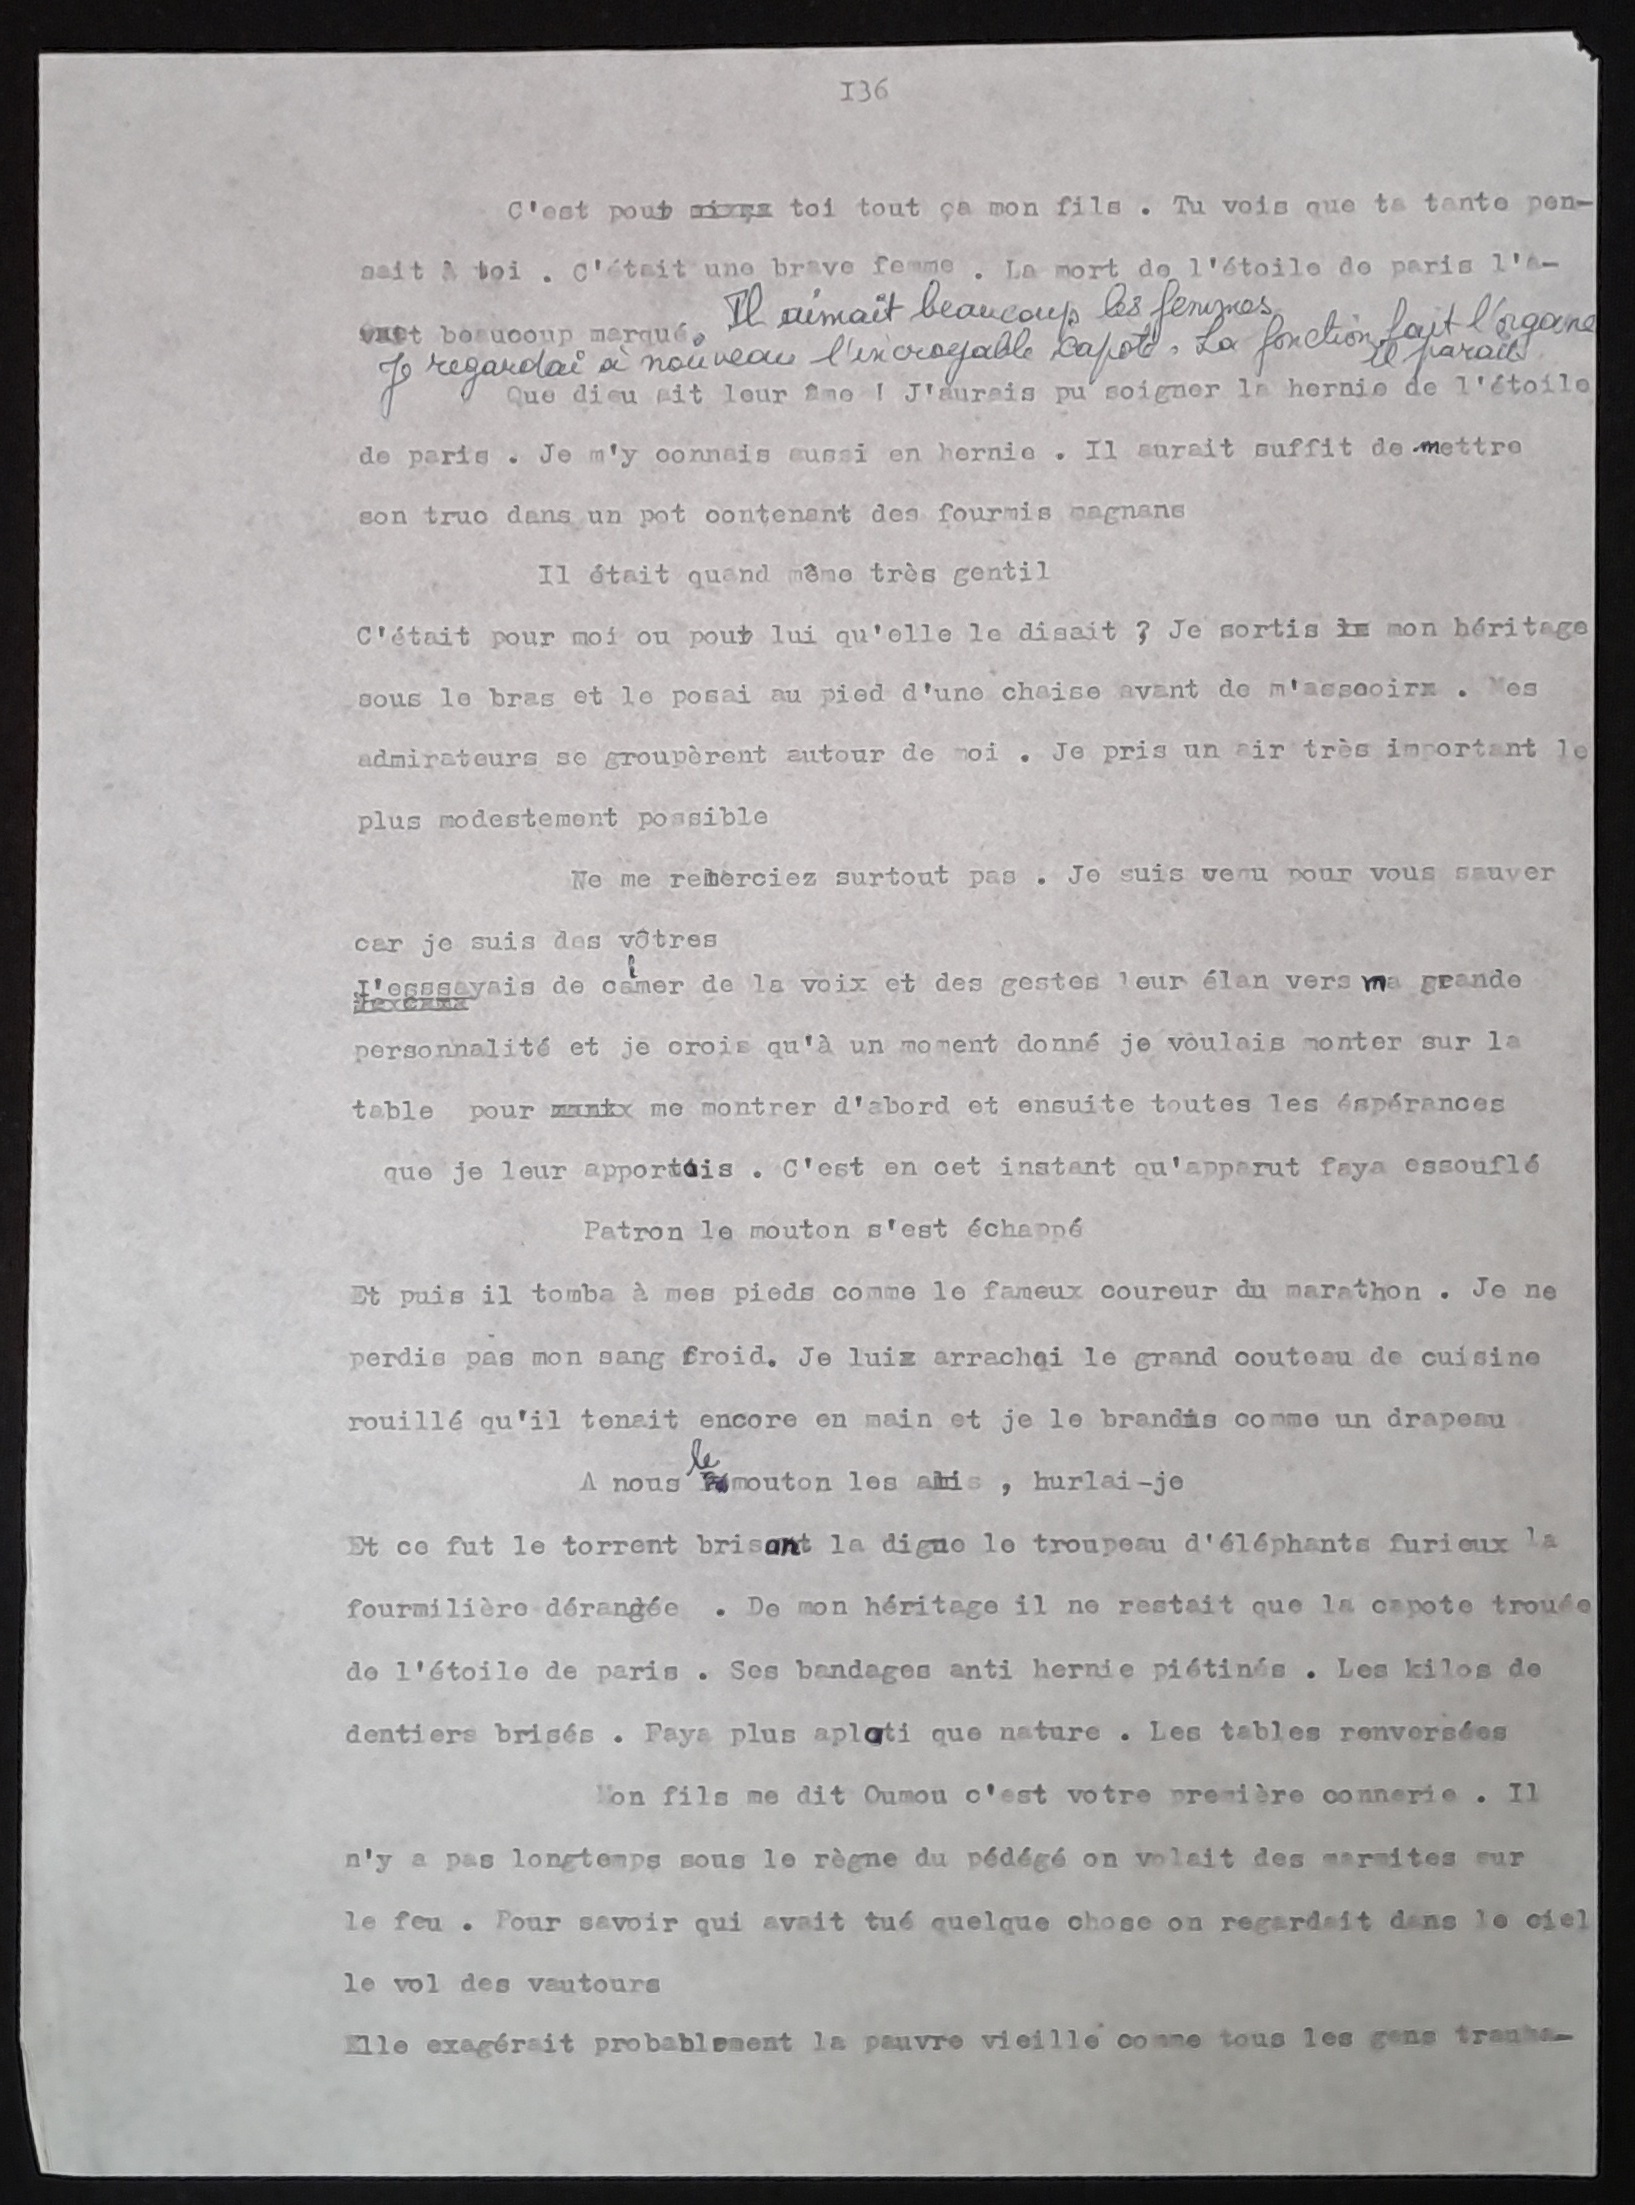 136
C'est pour toi tout ça mon fils . Tu vois que ta tante pen-
sait à toi . C'était une brave femme . La mort de l'étoile de paris l'a-
vait beaucoup marqué. Il aimait beaucoup les femmes
Je regardai à nouveau l'incroyable capote . La fonction fait l'organe
il parait
Que dieu ait leur âme ! J'aurais pu soigner la hernie de l'étoile
de paris . Je m'y connais aussi en hernie . Il aurait suffit de mettre
son truc dans un pot contenant des fourmis magnans
Il était quand même très gentil
C'était pour moi ou pour lui qu'elle le disait ? Je sortis mon héritage
sous le bras et le posai au pied d'une chaise avant de m'asseoir . Mes
admirateurs se groupèrent autour de moi . Je pris un air très important le
plus modestement possible
Ne me remerciez surtout pas . Je suis venu pour vous sauver
car je suis des vôtres
J'esssayais de calmer de la voix et des gestes leur élan vers ma grande
personnalité et je crois qu'à un moment donné je voulais monter sur la
table pour me montrer d'abord et ensuite toutes les éspérances
que je leur apportais . C'est en cet instant qu'apparut faya essouflé
Patron le mouton s'est échappé
Et puis il tomba à mes pieds comme le fameux coureur du marathon . Je ne
perdis pas mon sang froid. Je lui arrachai le grand couteau de cuisine
rouillé qu'il tenait encore en main et je le brandis comme un drapeau
A nous le mouton les amis , hurlai-je
Et ce fut le torrent brisant la digue le troupeau d'éléphants furieux la
fourmilière dérangée . De mon héritage il ne restait que la capote trouée
de l'étoile de paris . Ses bandages anti hernie piétinés . Les kilos de
dentiers brisés . Faya plus aplati que nature . Les tables renversées
Mon fils me dit Oumou c'est votre première connerie . Il
n'y a pas longtemps sous le règne du pédégé on volait des marmites sur
le feu . Pour savoir qui avait tué quelque chose on regardait dans le ciel
le vol des vautours
Elle exagérait probablement la pauvre vieille comme tous les gens trauma-